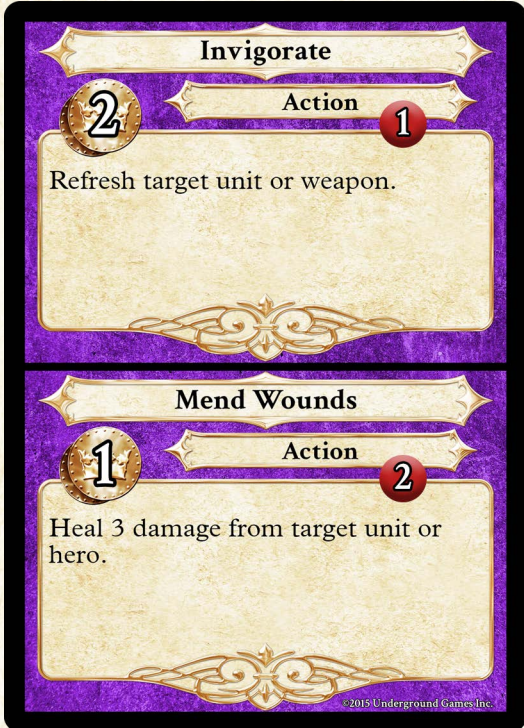 Invigorate
2
Action
1
Refresh target unit or weapon.
Mend Wounds
1
Action
2
Heal 3 damage from target unit or
hero.
©2015 Underground Games Inc.